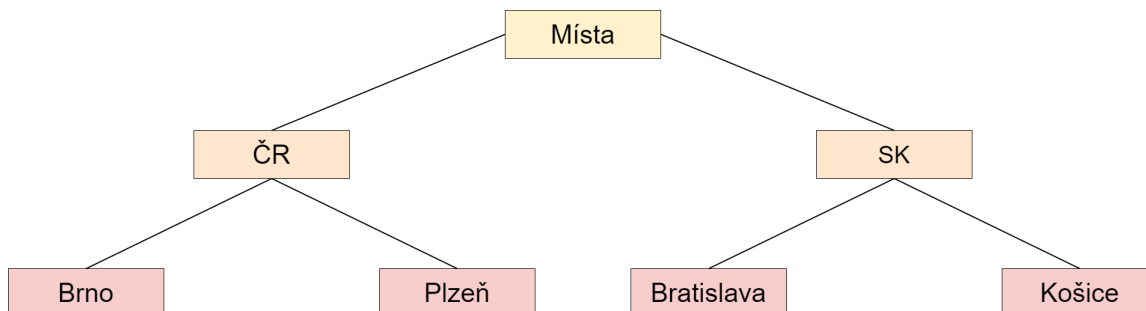 Místa
ČR
SK
Brno
Plzeň
Bratislava
Košice